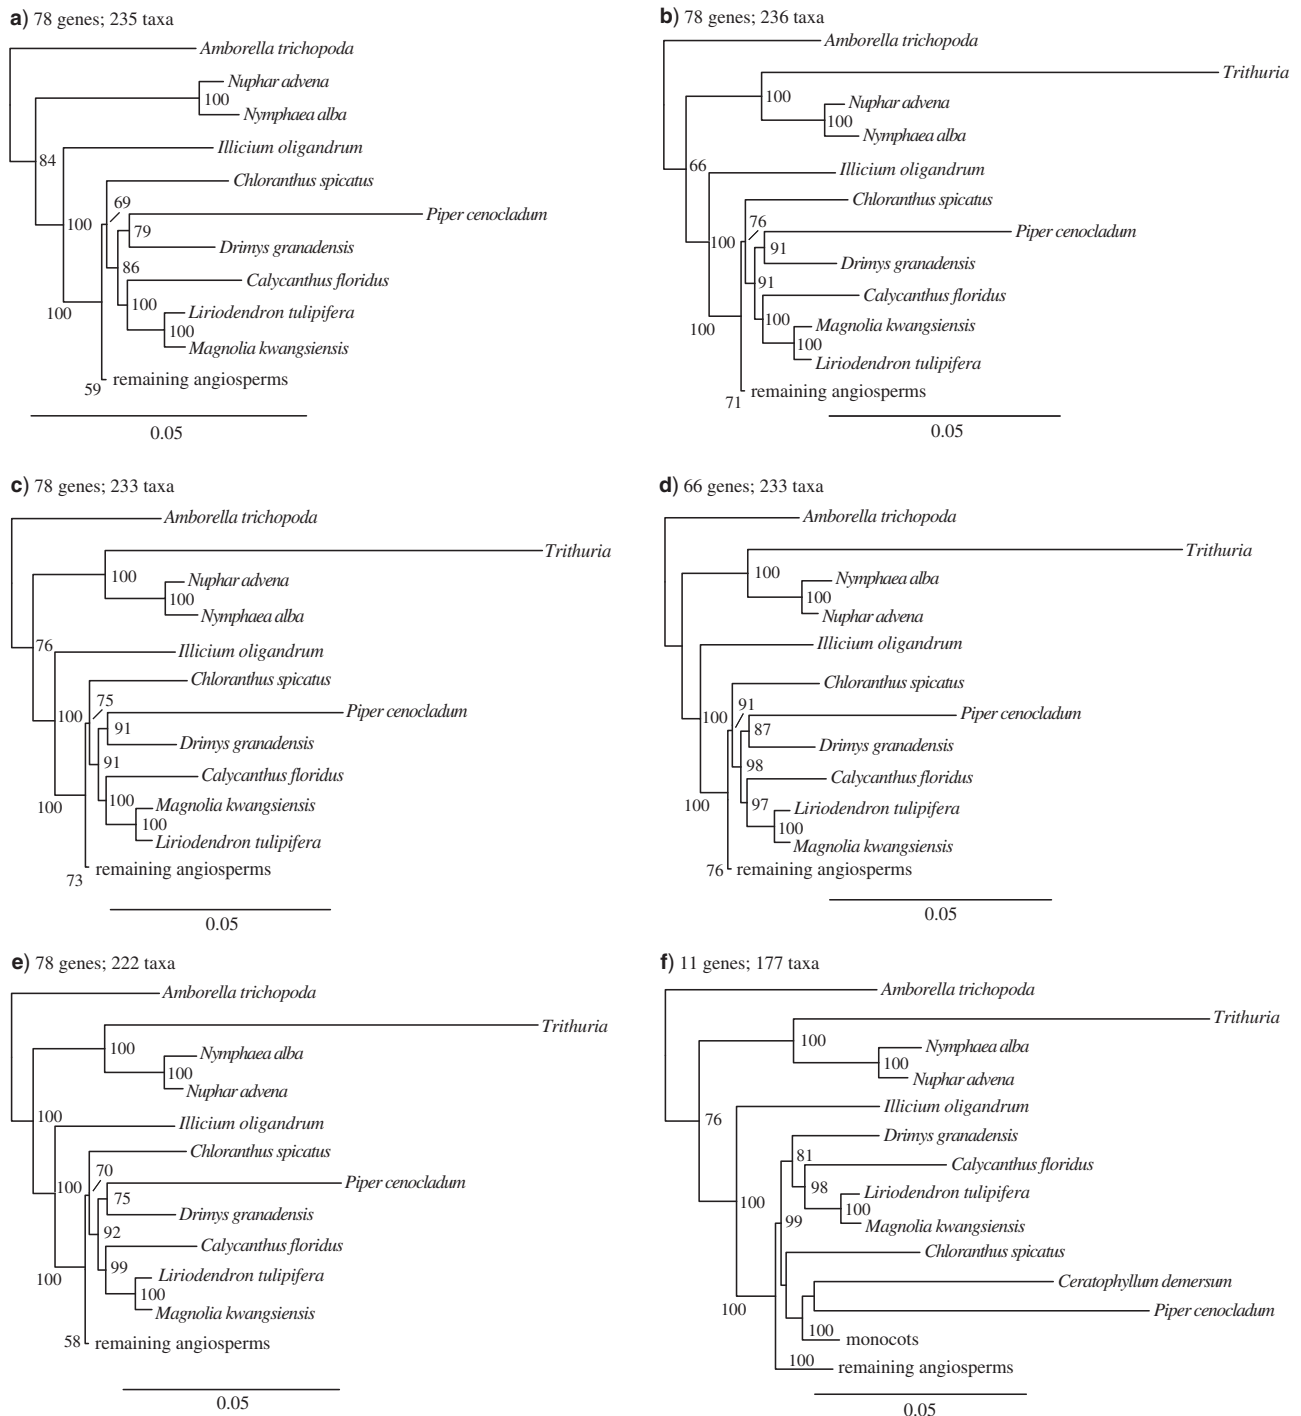 a) 78 genes; 235 taxa
Amborella trichopoda
Nuphar advena
100
Nymphaea alba
84
Illicium oligandrum
Chloranthus spicatus
69
100
Piper cenocladum
79
Drimys granadensis
86
Calycanthus floridus
100
100
Liriodendron tulipifera
100
Magnolia kwangsiensis
remaining angiosperms
59
0.05
b) 78 genes; 236 taxa
Amborella trichopoda
Trithuria
100
Nuphar advena
100
Nymphaea alba
66
Illicium oligandrum
Chloranthus spicatus
76
100
Piper cenocladum
91
Drimys granadensis
91
Calycanthus floridus
100
100
Magnolia kwangsiensis
100
Liriodendron tulipifera
remaining angiosperms
71
0.05
c) 78 genes; 233 taxa
Amborella trichopoda
Trithuria
100
Nuphar advena
100
Nymphaea alba
76
Illicium oligandrum
Chloranthus spicatus
75
100
Piper cenocladum
91
Drimys granadensis
91
Calycanthus floridus
100
100
Magnolia kwangsiensis
100
Liriodendron tulipifera
remaining angiosperms
73
0.05
d) 66 genes; 233 taxa
Amborella trichopoda
Trithuria
100
Nymphaea alba
100
Nuphar advena
Illicium oligandrum
Chloranthus spicatus
91
100
Piper cenocladum
87
Drimys granadensis
98
Calycanthus floridus
100
97
Liriodendron tulipifera
100
Magnolia kwangsiensis
76
remaining angiosperms
0.05
e) 78 genes; 222 taxa
Amborella trichopoda
Trithuria
100
Nymphaea alba
100
Nuphar advena
100
Illicium oligandrum
Chloranthus spicatus
70
100
Piper cenocladum
75
Drimys granadensis
92
Calycanthus floridus
99
100
Liriodendron tulipifera
100
Magnolia kwangsiensis
58
remaining angiosperms
0.05
f) 11 genes; 177 taxa
Amborella trichopoda
Trithuria
100
Nymphaea alba
100
Nuphar advena
76
Illicium oligandrum
Drimys granadensis
81
Calycanthus floridus
98
Liriodendron tulipifera
100
100
Magnolia kwangsiensis
99
Chloranthus spicatus
Ceratophyllum demersum
100
Piper cenocladum
100
monocots
100
remaining angiosperms
0.05